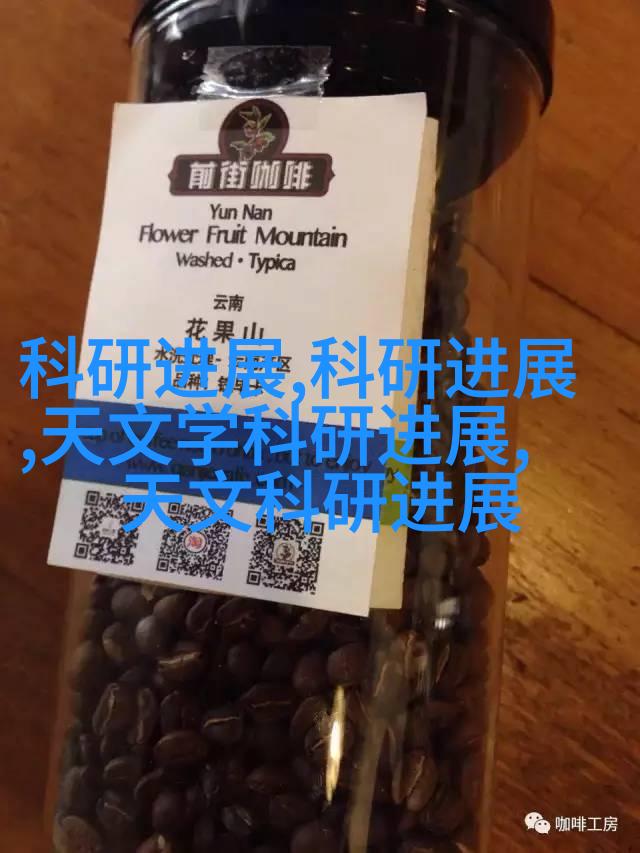 前街咖啡
Yun Nan
Flower Fruit Mountain
Washed · Typica
云南
花果山
科研进展,科研进展
,天文学科研进展,
天文科研进展
咖啡工房